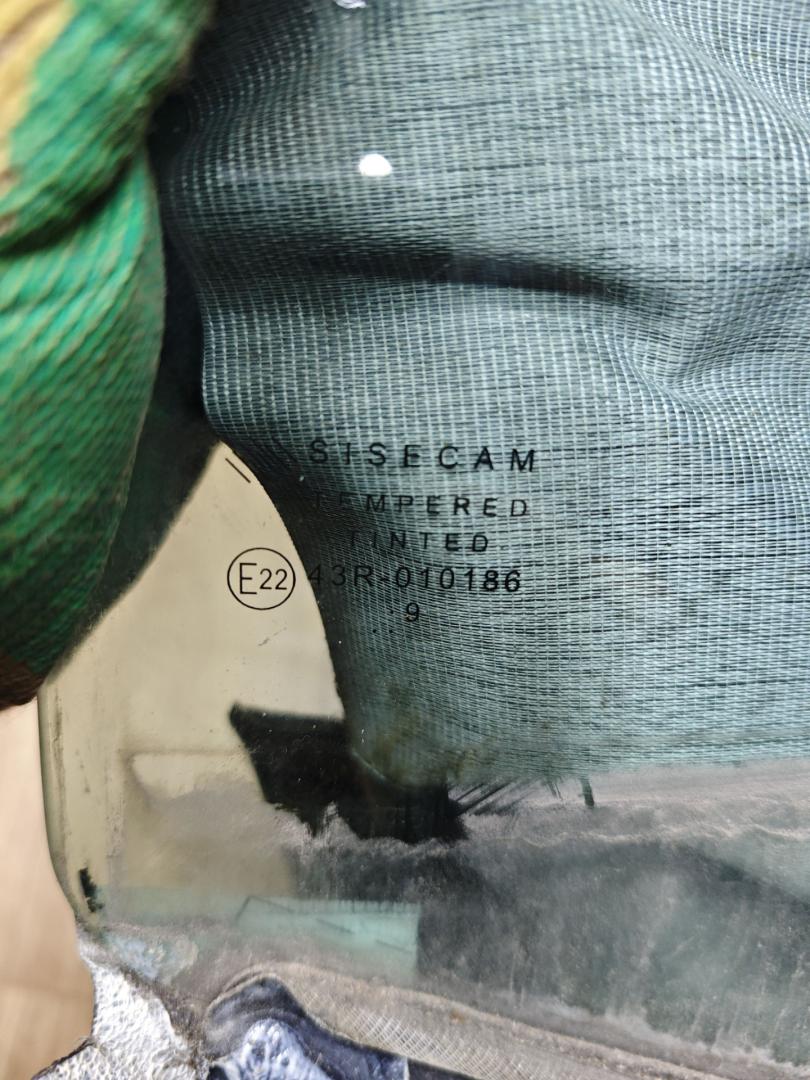 SISECAM
TEMPERED
TINTED
E22 43R-010186
9